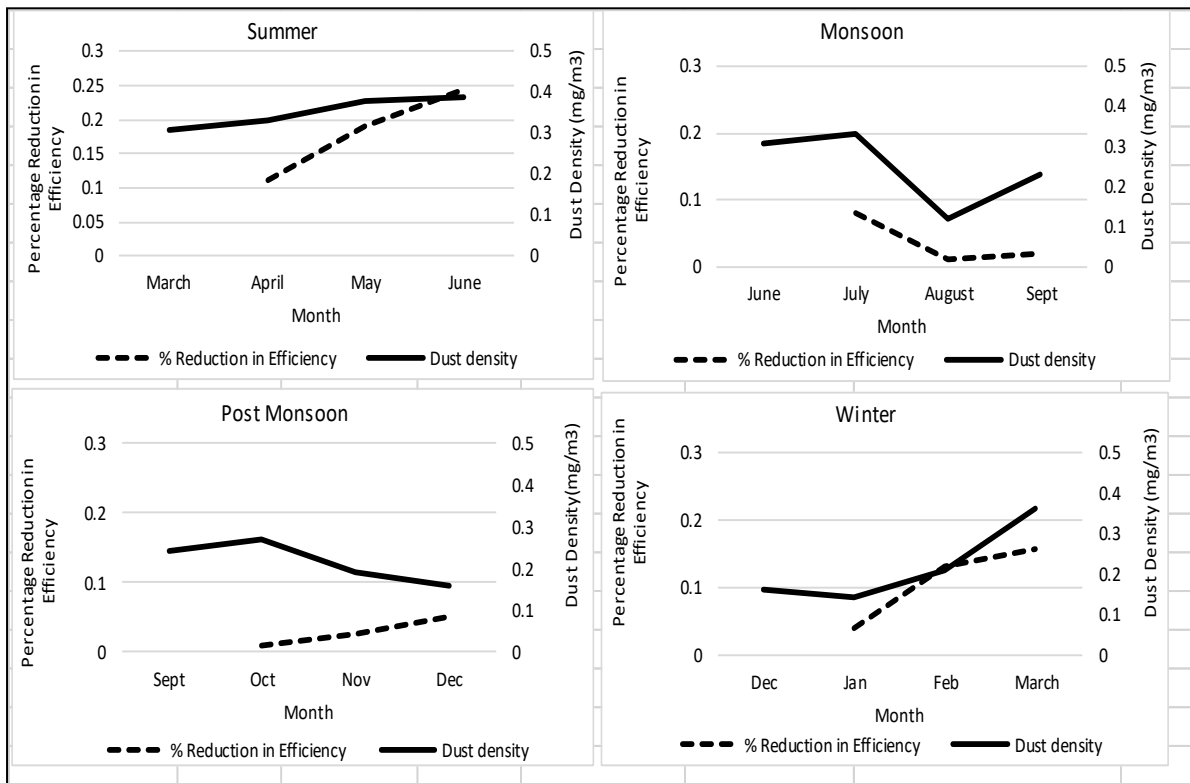 Summer
Percentage Reduction in
Efficiency
0.3
0.25
0.2
0.15
0.1
0.05
0
0.5
0.4
0.3
0.2
0.1
0
Dust Density (mg/m3)
March April May June
Month
% Reduction in Efficiency Dust density
Monsoon
Percentage Reduction in
Efficiency
0.3
0.2
0.1
0
0.5
0.4
0.3
0.2
0.1
0
Dust Density (mg/m3)
June July August Sept
Month
% Reduction in Efficiency Dust density
Post Monsoon
Percentage Reduction in
Efficiency
0.3
0.2
0.1
0
0.5
0.4
0.3
0.2
0.1
0
Dust Density(mg/m3)
Sept Oct Nov Dec
Month
% Reduction in Efficiency Dust density
Winter
Percentage Reduction in
Efficiency
0.3
0.2
0.1
0
0.5
0.4
0.3
0.2
0.1
0
Dust Density (mg/m3)
Dec Jan Feb March
Month
% Reduction in Efficiency Dust density